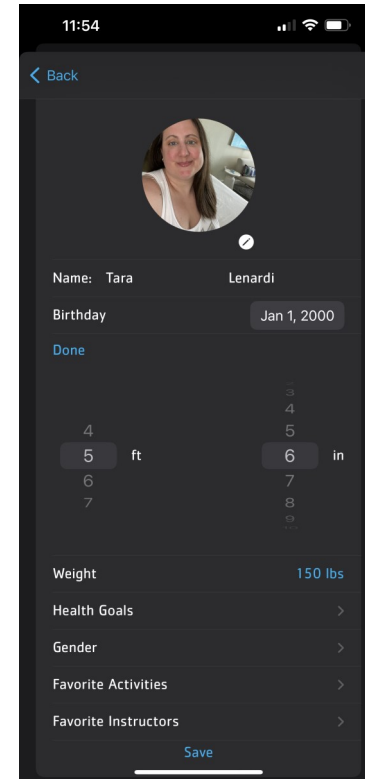 11:54
Back
Name: Tara Lenardi
Birthday Jan 1, 2000
Done
3
4
4 5
5 ft 6 in
6 7
7 8
9
Weight 150 lbs
Health Goals
Gender
Favorite Activities
Favorite Instructors
Save